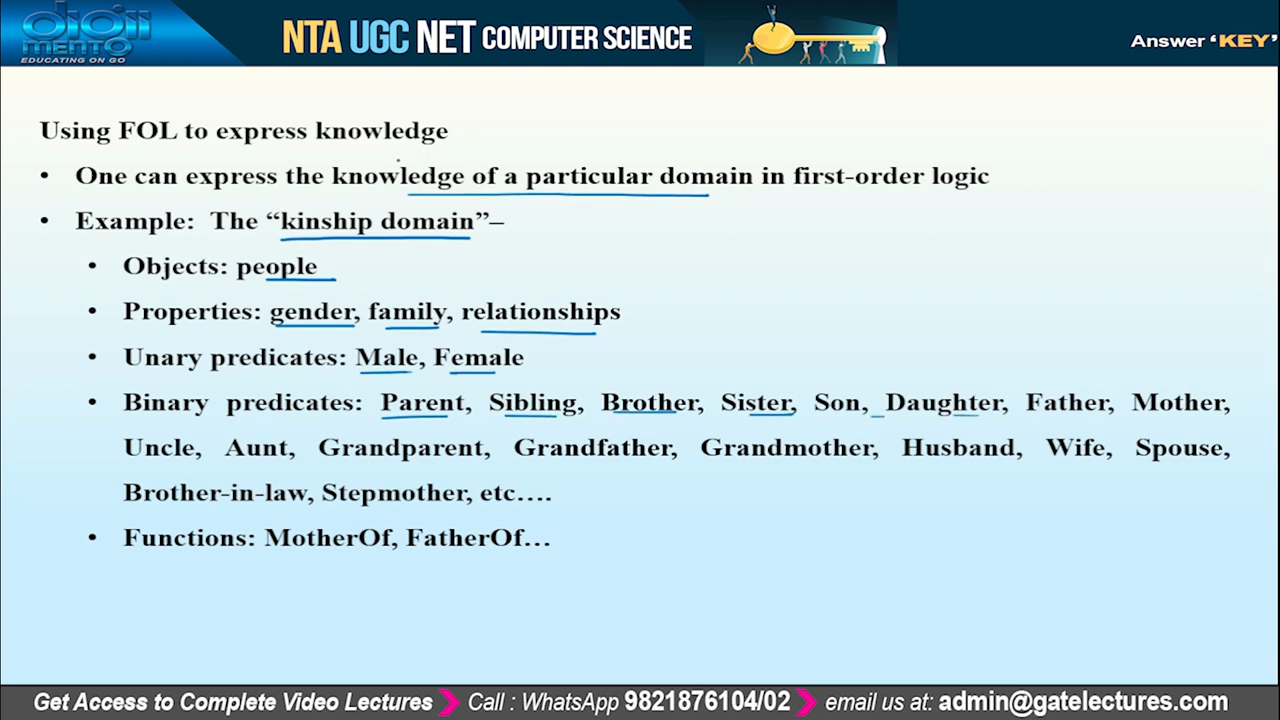 digii
MENTO
EDUCATING ON GO
NTA UGC NET COMPUTER SCIENCE
Answer ‘KEY’
Using FOL to express knowledge
• One can express the knowledge of a particular domain in first-order logic
• Example: The “kinship domain”–
• Objects: people
• Properties: gender, family, relationships
• Unary predicates: Male, Female
• Binary predicates: Parent, Sibling, Brother, Sister, Son, Daughter, Father, Mother,
Uncle, Aunt, Grandparent, Grandfather, Grandmother, Husband, Wife, Spouse,
Brother-in-law, Stepmother, etc….
• Functions: MotherOf, FatherOf…
Get Access to Complete Video Lectures Call : WhatsApp 9821876104/02 email us at: admin@gatelectures.com